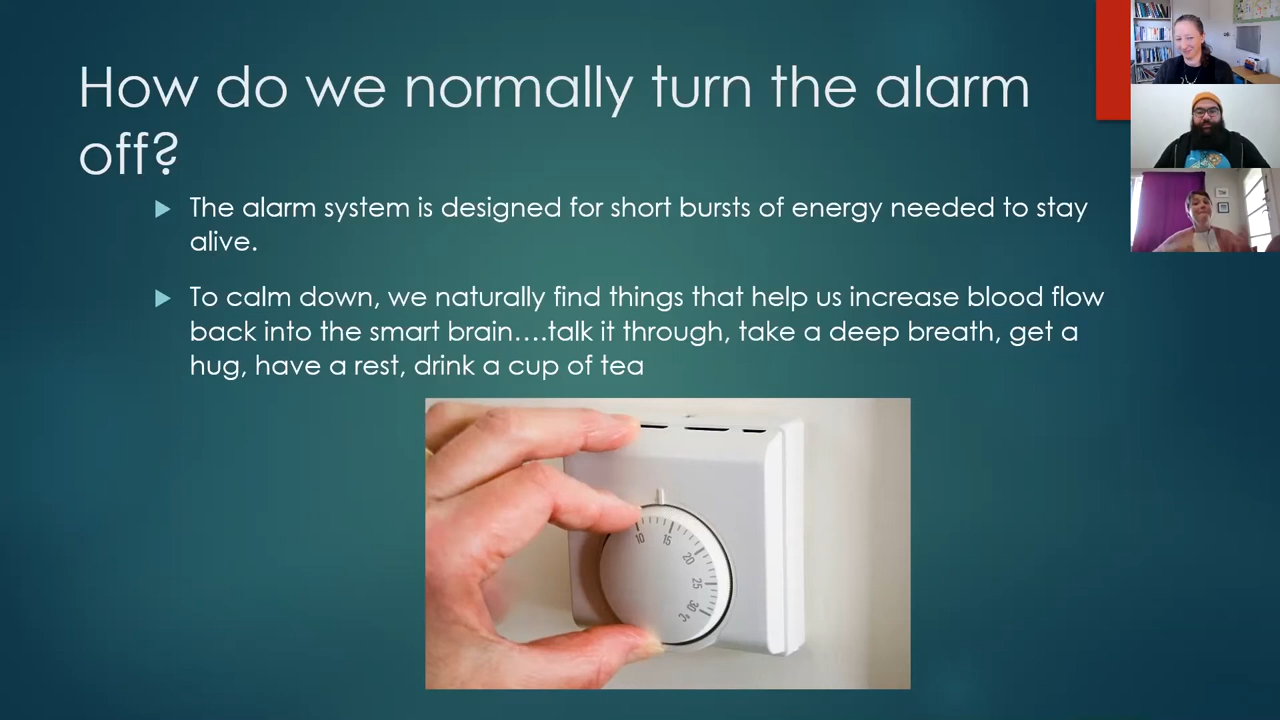 How do we normally turn the alarm
off?
The alarm system is designed for short bursts of energy needed to stay
alive.
To calm down, we naturally find things that help us increase blood flow
back into the smart brain....talk it through, take a deep breath, get a
hug, have a rest, drink a cup of tea
10
15
20
25
30
°C